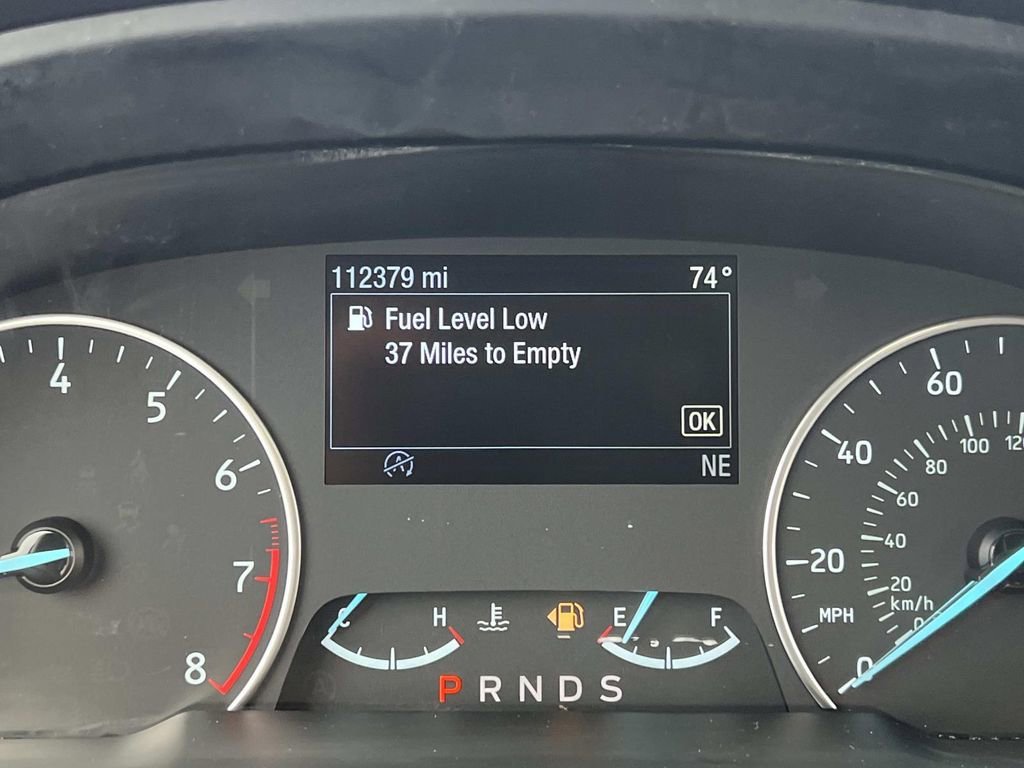 112379 mi 74°
Fuel Level Low
37 Miles to Empty
OK
NE
4
5
6
7
8
C H
E F
P R N D S
0 20 40 60
MPH
0 20 40 60 80 100
km/h